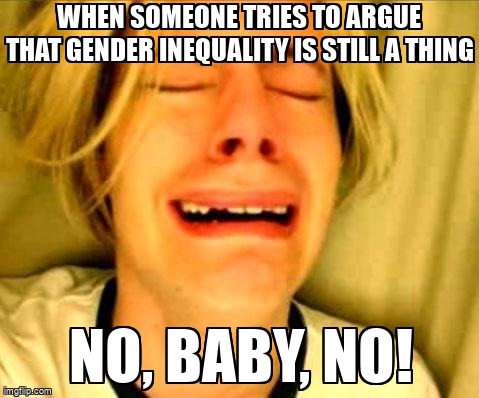 WHEN SOMEONE TRIES TO ARGUE
THAT GENDER INEQUALITY IS STILL A THING
NO, BABY, NO!
imgflip.com